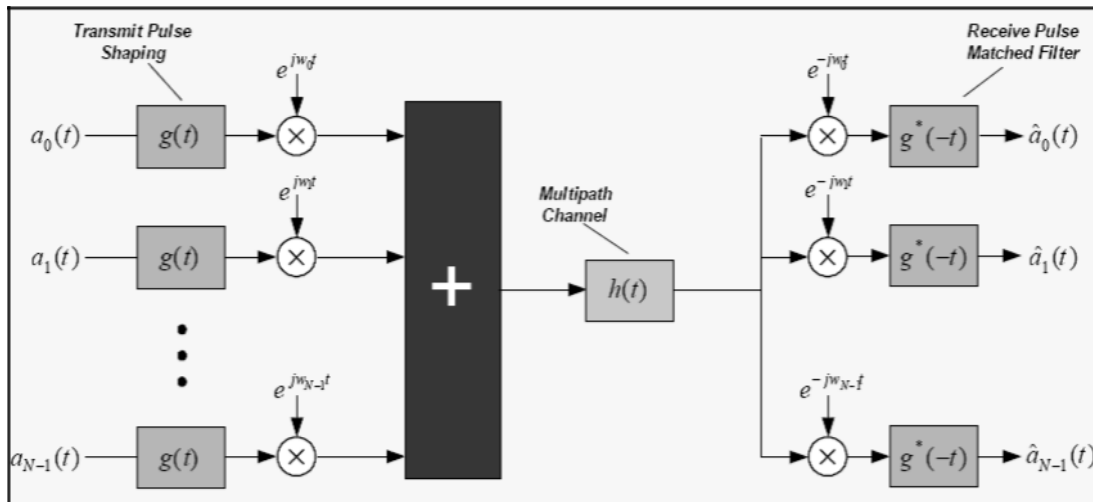 Transmit Pulse
Shaping
Receive Pulse
Matched Filter
e^{jw_0t}
e^{-jw_0t}
a_0(t)
g(t)
×
×
g^*(-t)
â_0(t)
e^{jw_1t}
Multipath
Channel
e^{-jw_1t}
a_1(t)
g(t)
×
+
h(t)
×
g^*(-t)
â_1(t)
e^{jw_{N-1}t}
e^{-jw_{N-1}t}
a_{N-1}(t)
g(t)
×
×
g^*(-t)
â_{N-1}(t)